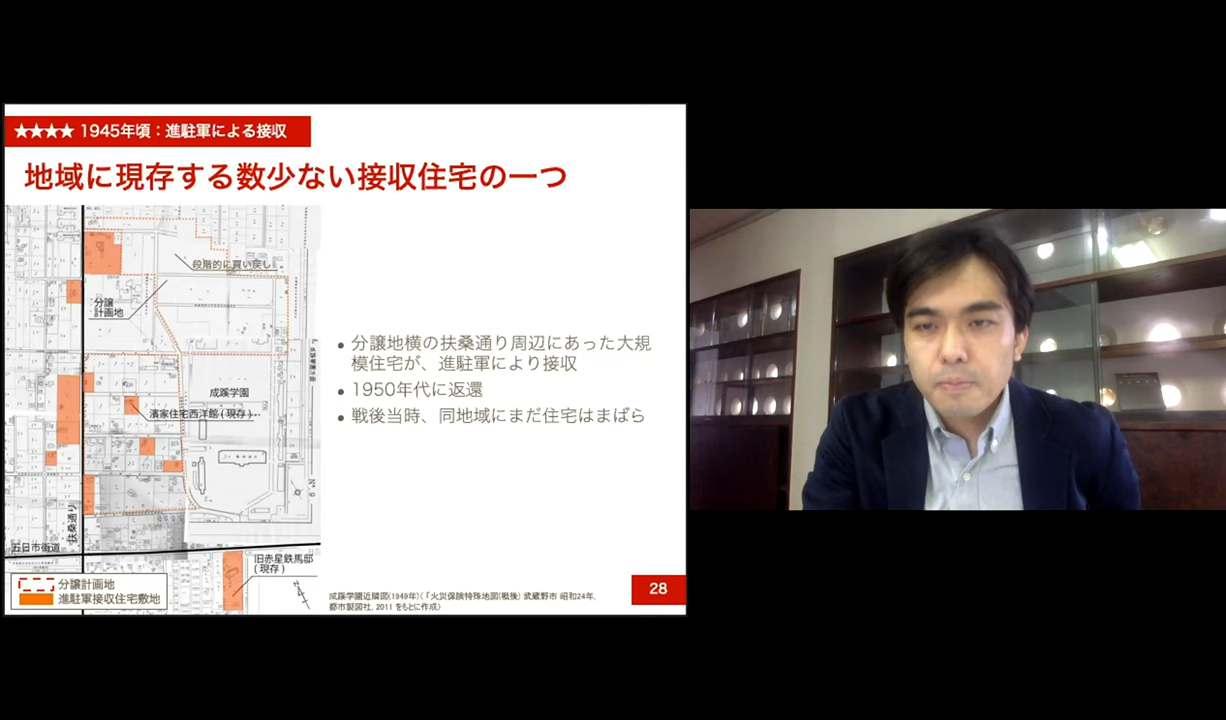 ★★★★ 1945年頃：進駐軍による接収
地域に現存する数少ない接収住宅の一つ
段階的に買い戻し
分譲
計画地
成蹊学園
濱家住宅西洋館(現存)
扶桑通り
五日市街道
旧赤星鉄馬邸
(現存)
分譲計画地
進駐軍接収住宅敷地
• 分譲地横の扶桑通り周辺にあった大規
模住宅が、進駐軍により接収
• 1950年代に返還
• 戦後当時、同地域にまだ住宅はまばら
成蹊学園近隣図(1949年)(「火災保険特殊地図(戦後) 武蔵野市 昭和24年、
都市製図社, 2011 をもとに作成)
28